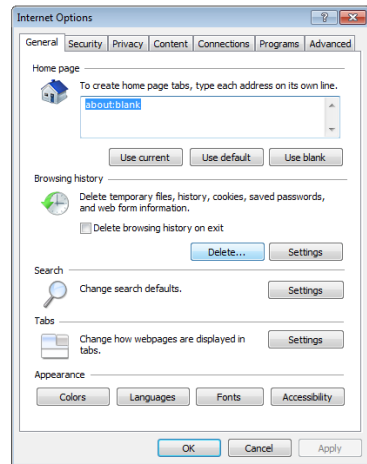 Internet Options
General Security Privacy Content Connections Programs Advanced
Home page
To create home page tabs, type each address on its own line.
about:blank
Use current Use default Use blank
Browsing history
Delete temporary files, history, cookies, saved passwords,
and web form information.
Delete browsing history on exit
Delete... Settings
Search
Change search defaults. Settings
Tabs
Change how webpages are displayed in Settings
tabs.
Appearance
Colors Languages Fonts Accessibility
OK Cancel Apply